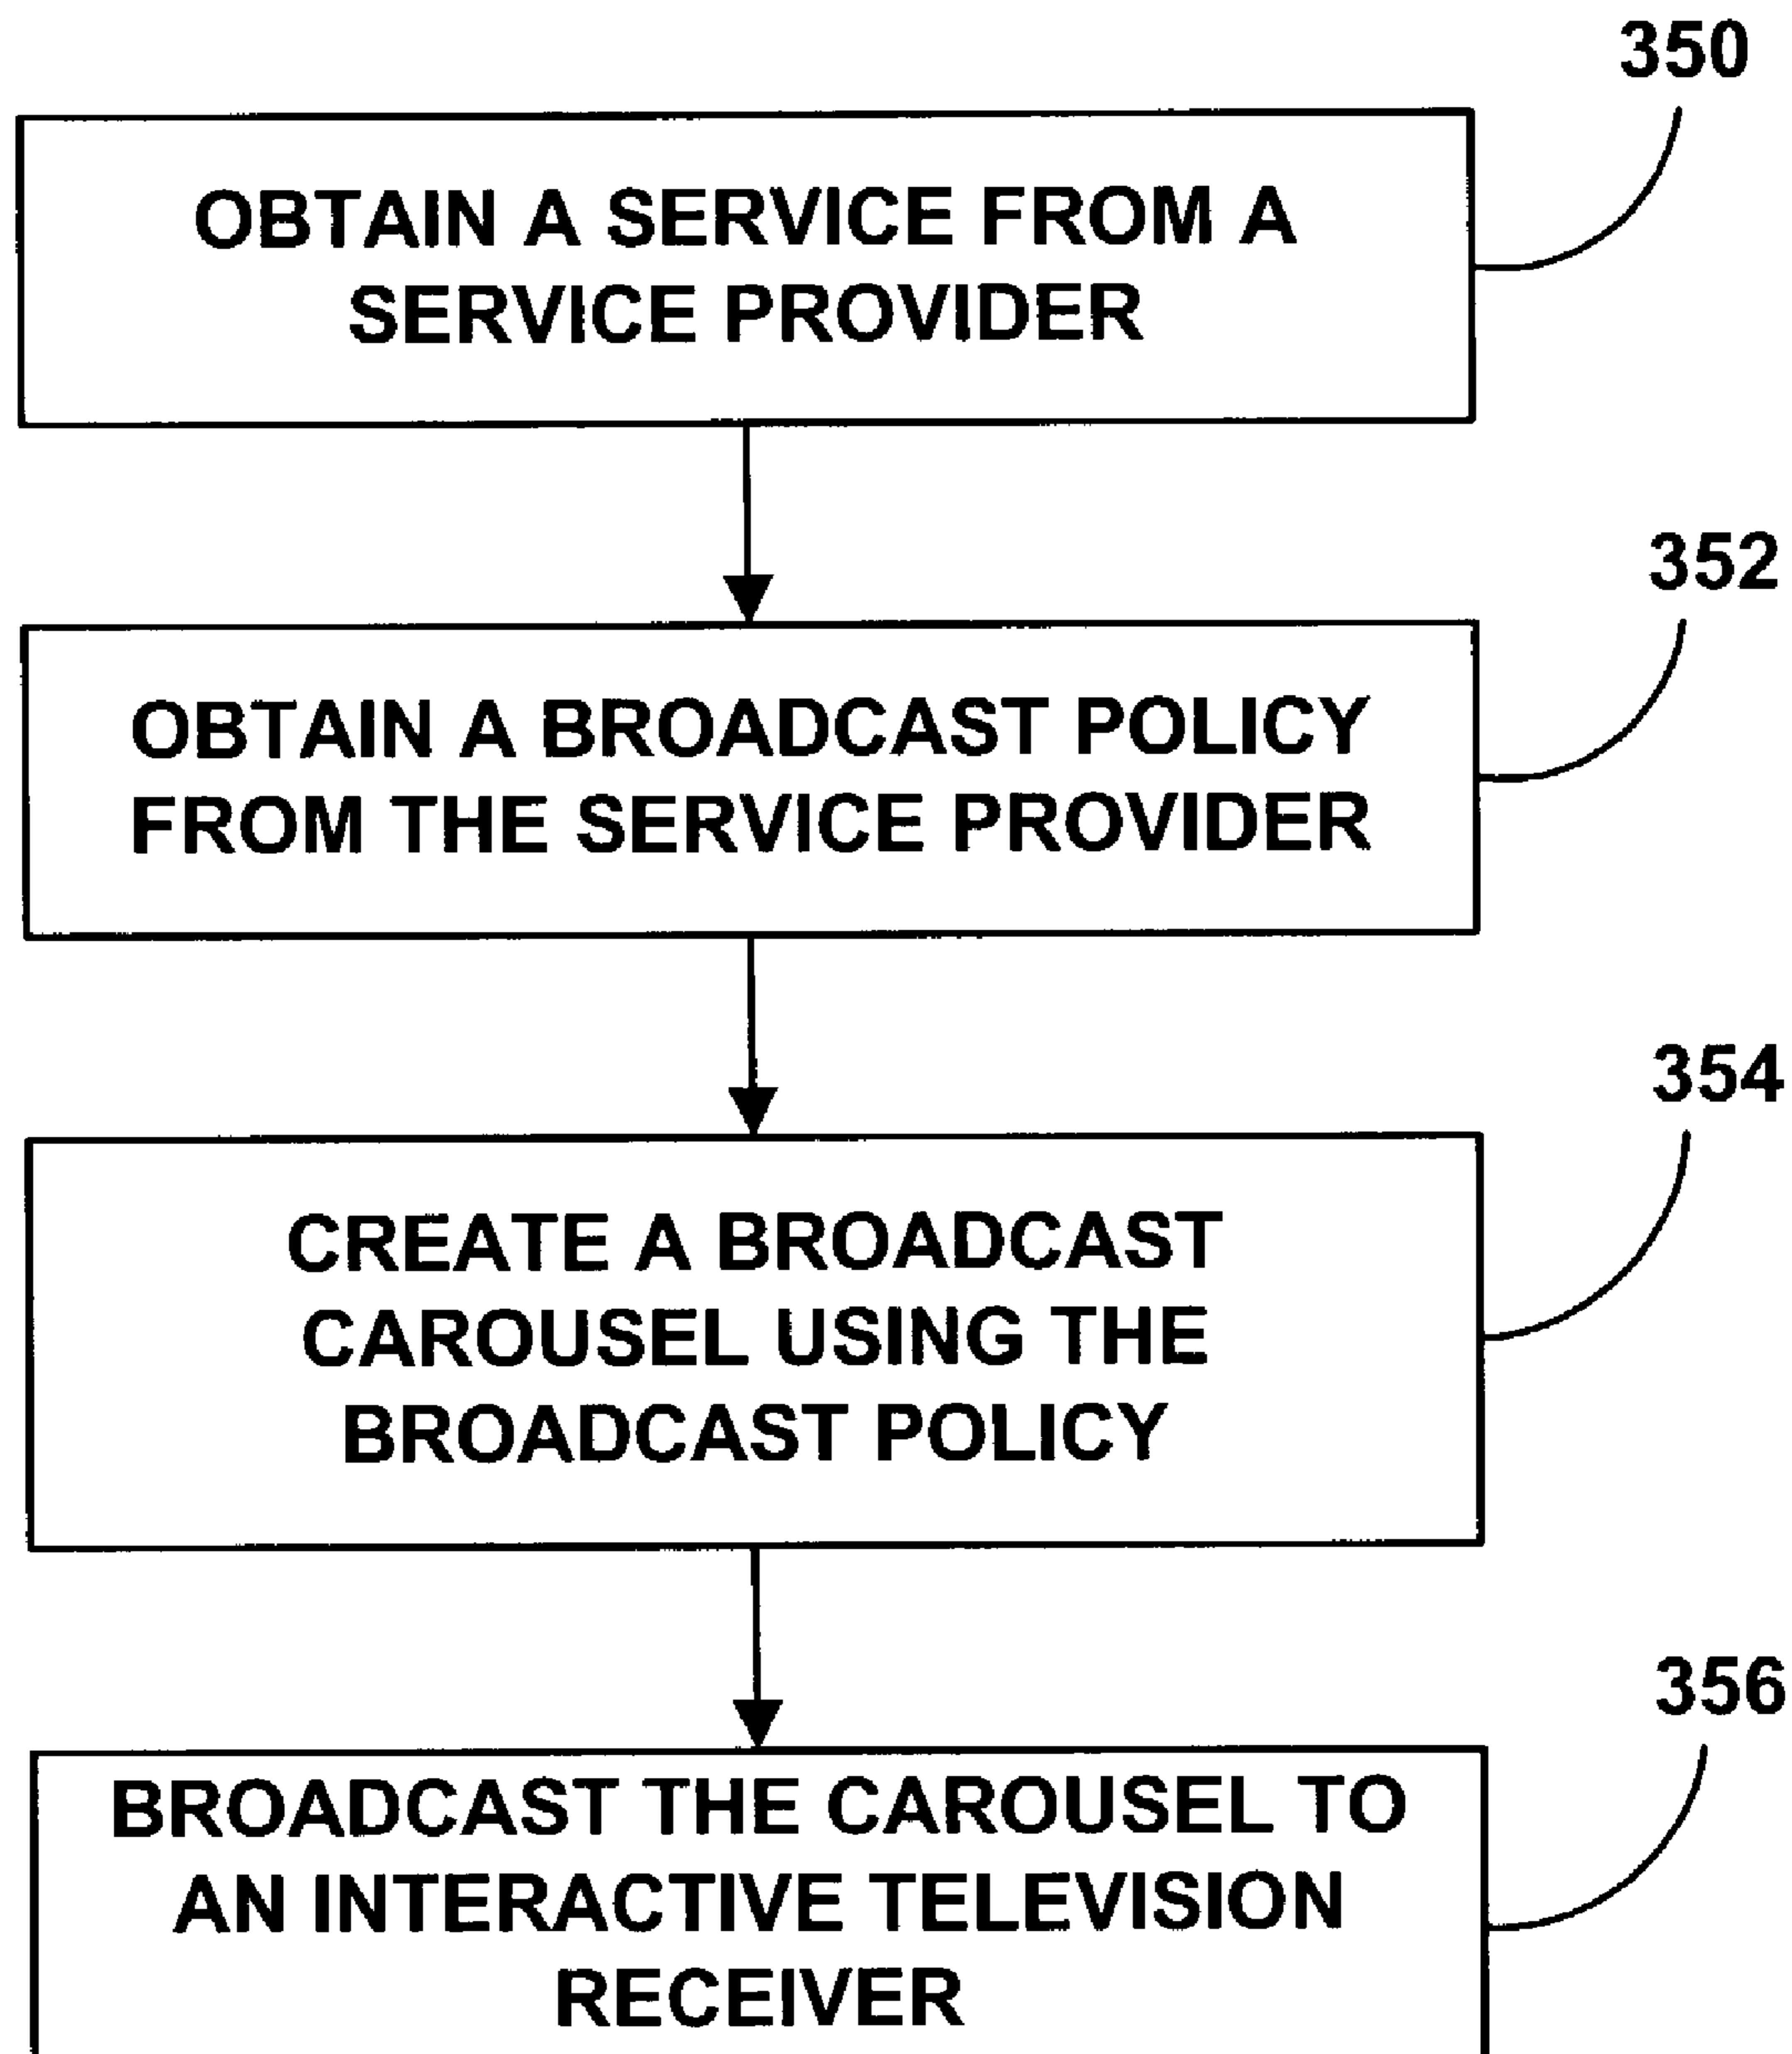 350
OBTAIN A SERVICE FROM A
SERVICE PROVIDER
352
OBTAIN A BROADCAST POLICY
FROM THE SERVICE PROVIDER
354
CREATE A BROADCAST
CAROUSEL USING THE
BROADCAST POLICY
356
BROADCAST THE CAROUSEL TO
AN INTERACTIVE TELEVISION
RECEIVER